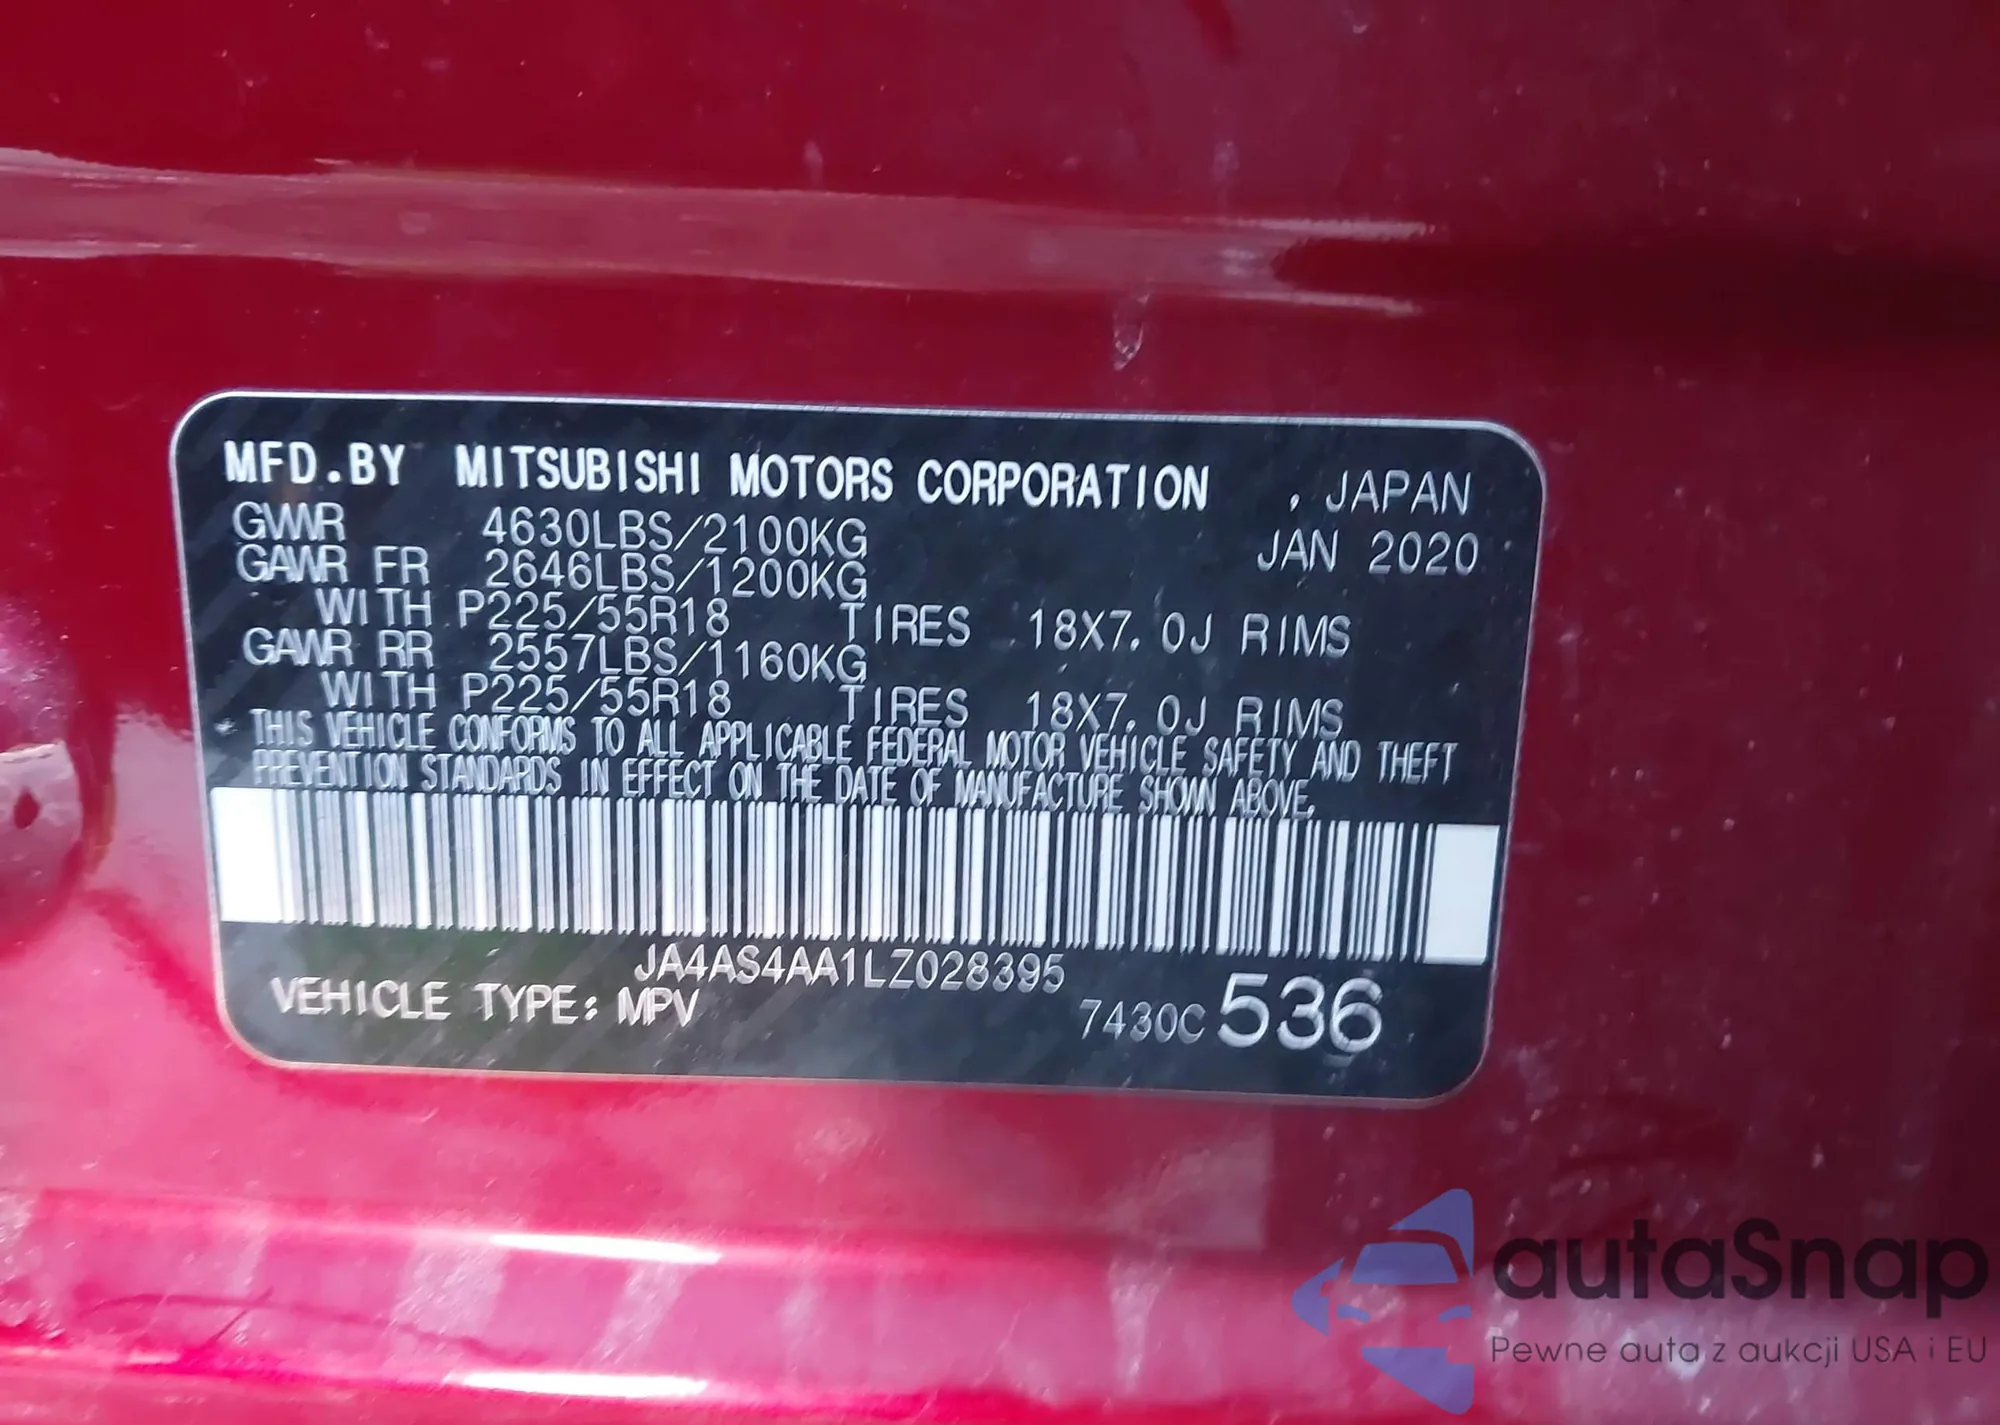 MFD.BY MITSUBISHI MOTORS CORPORATION , JAPAN
GVWR 4630LBS/2100KG JAN 2020
GAWR FR 2646LBS/1200KG
WITH P225/55R18 TIRES 18X7.0J RIMS
GAWR RR 2557LBS/1160KG
WITH P225/55R18 TIRES 18X7.0J RIMS
THIS VEHICLE CONFORMS TO ALL APPLICABLE FEDERAL MOTOR VEHICLE SAFETY AND THEFT
PREVENTION STANDARDS IN EFFECT ON THE DATE OF MANUFACTURE SHOWN ABOVE.
JA4AS4AA1LZ028395
VEHICLE TYPE: MPV 7430C 536
autaSnap
Pewne auta z aukcji USA i EU